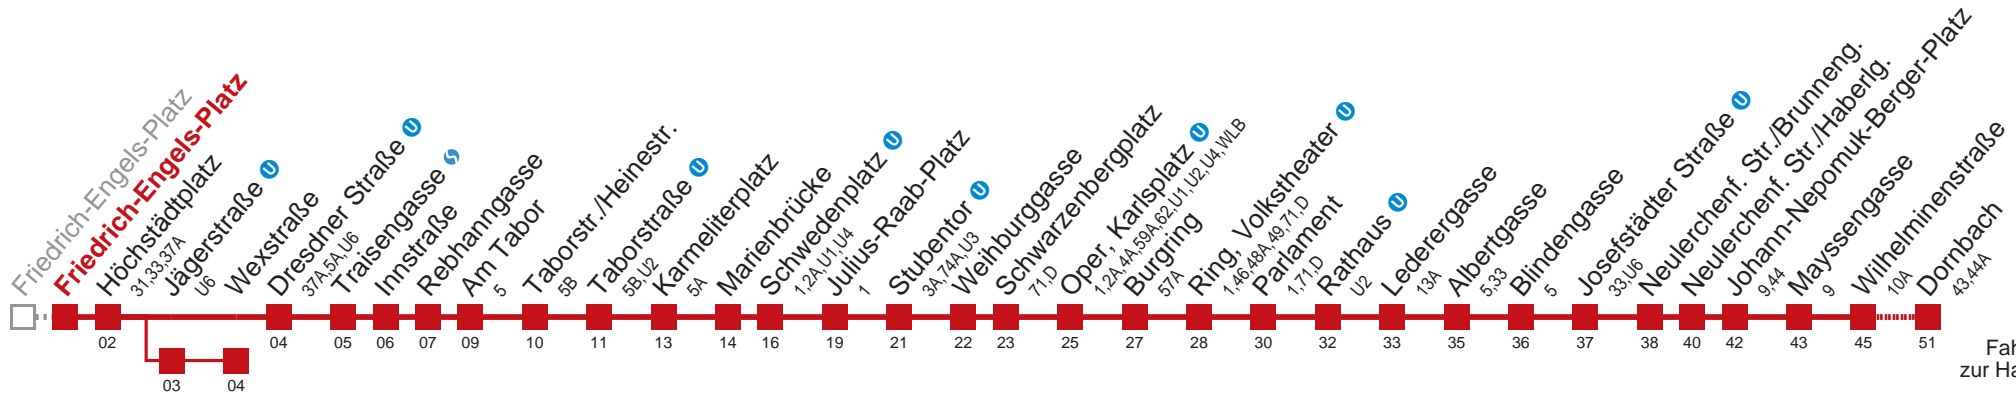 Friedrich-Engels-Platz
Friedrich-Engels-Platz
Höchstädtplatz
31,33,37A
Jägerstraße U
U6
Wexstraße
Dresdner Straße U
37A,5A,U6
Traisengasse
Innstraße
Rebhanngasse
Am Tabor
5
Taborstr./Heinestr.
5B
Taborstraße U
5B,U2
Karmeliterplatz
5A
Marienbrücke
Schwedenplatz U
1,2A,U1,U4
Julius-Raab-Platz
1
Stubentor U
3A,74A,U3
Weihburggasse
Schwarzenbergplatz
71,D
Oper, Karlsplatz U
1,2A,4A,59A,62,U1,U2,U4,WLB
Burgring
57A
Ring, Volkstheater U
1,46,48A,49,71,D
Parlament
1,71,D
Rathaus U
U2
Lederergasse
13A
Albertgasse
5,33
Blindengasse
5
Josefstädter Straße U
33,U6
Neulerchenf. Str./Brunneng.
Neulerchenf. Str./Haberlg.
Johann-Nepomuk-Berger-Platz
9,44
Mayssengasse
9
Wilhelminenstraße
10A
Dornbach
43,44A
02 04 05 06 07 09 10 11 13 14 16 19 21 22 23 25 27 28 30 32 33 35 36 37 38 40 42 43 45 51
03 04
Fah
zur Ha